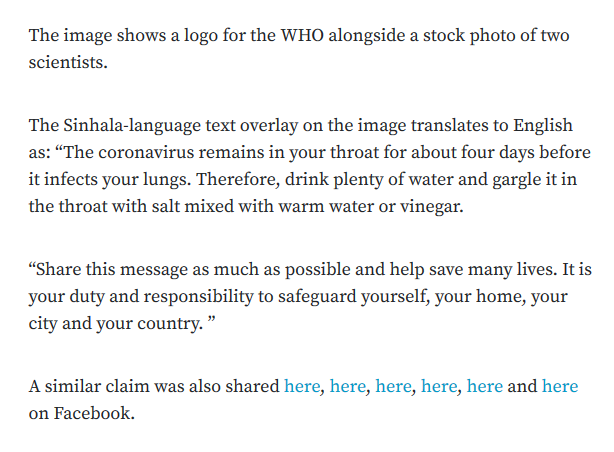 The image shows a logo for the WHO alongside a stock photo of two
scientists.
The Sinhala-language text overlay on the image translates to English
as: “The coronavirus remains in your throat for about four days before
it infects your lungs. Therefore, drink plenty of water and gargle it in
the throat with salt mixed with warm water or vinegar.
“Share this message as much as possible and help save many lives. It is
your duty and responsibility to safeguard yourself, your home, your
city and your country. ”
A similar claim was also shared here, here, here, here, here and here
on Facebook.